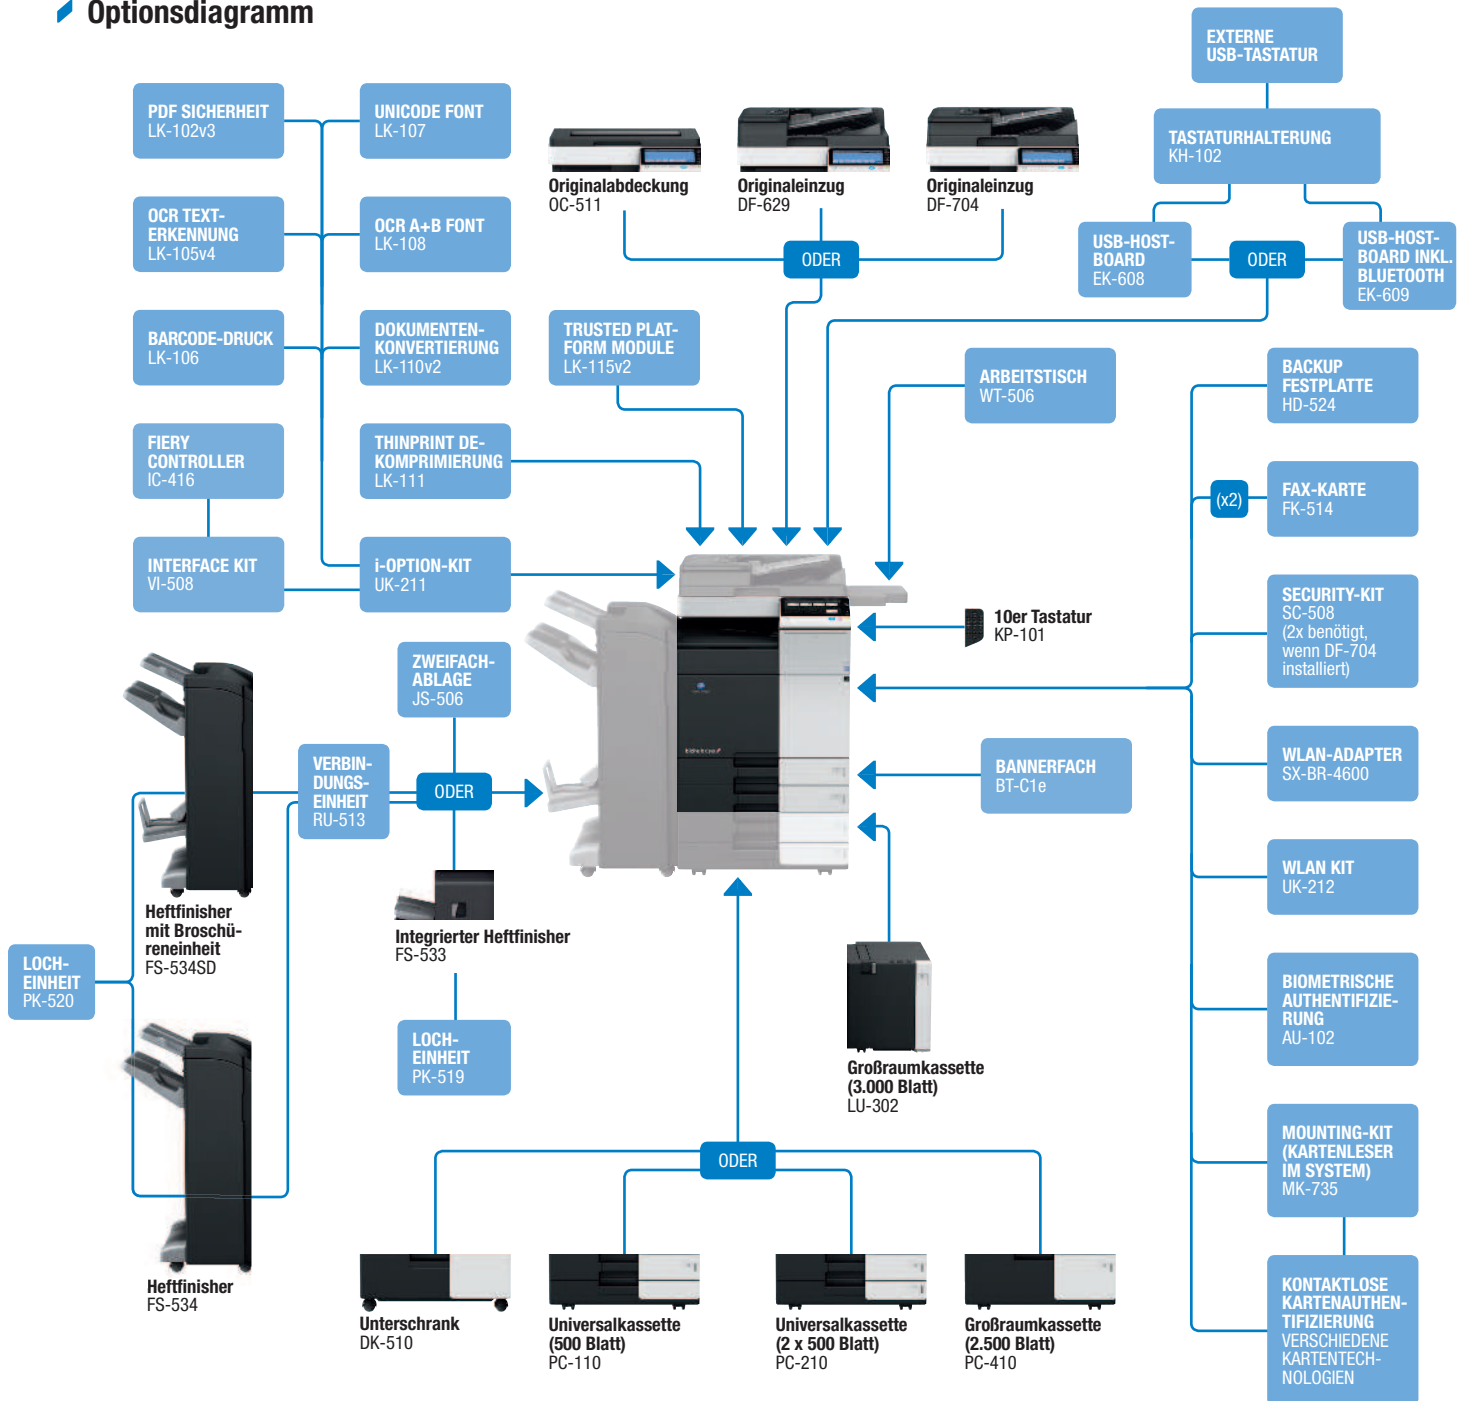 Optionsdiagramm
EXTERNE
USB-TASTATUR
PDF SICHERHEIT
LK-102v3
UNICODE FONT
LK-107
TASTATURHALTERUNG
KH-102
Originalabdeckung
OC-511
Originaleinzug
DF-629
Originaleinzug
DF-704
OCR TEXT-
ERKENNUNG
LK-105v4
OCR A+B FONT
LK-108
ODER
USB-HOST-
BOARD
EK-608
ODER
USB-HOST-
BOARD INKL.
BLUETOOTH
EK-609
BARCODE-DRUCK
LK-106
DOKUMENTEN-
KONVERTIERUNG
LK-110v2
TRUSTED PLAT-
FORM MODULE
LK-115v2
ARBEITSTISCH
WT-506
BACKUP
FESTPLATTE
HD-524
FIERY
CONTROLLER
IC-416
THINPRINT DE-
KOMPRIMIERUNG
LK-111
(x2)
FAX-KARTE
FK-514
INTERFACE KIT
VI-508
i-OPTION-KIT
UK-211
SECURITY-KIT
SC-508
(2x benötigt,
wenn DF-704
installiert)
10er Tastatur
KP-101
ZWEIFACH-
ABLAGE
JS-506
VERBIN-
DUNGS-
EINHEIT
RU-513
ODER
BANNERFACH
BT-C1e
WLAN-ADAPTER
SX-BR-4600
WLAN KIT
UK-212
Heftfinisher
mit Broschü-
reneinheit
FS-534SD
Integrierter Heftfinisher
FS-533
LOCH-
EINHEIT
PK-520
LOCH-
EINHEIT
PK-519
BIOMETRISCHE
AUTHENTIFIZIE-
RUNG
AU-102
Großraumkassette
(3.000 Blatt)
LU-302
MOUNTING-KIT
(KARTENLESER
IM SYSTEM)
MK-735
ODER
Heftfinisher
FS-534
Unterschrank
DK-510
Universalkassette
(500 Blatt)
PC-110
Universalkassette
(2 x 500 Blatt)
PC-210
Großraumkassette
(2.500 Blatt)
PC-410
KONTAKTLOSE
KARTENAUTHEN-
TIFIZIERUNG
VERSCHIEDENE
KARTENTECH-
NOLOGIEN